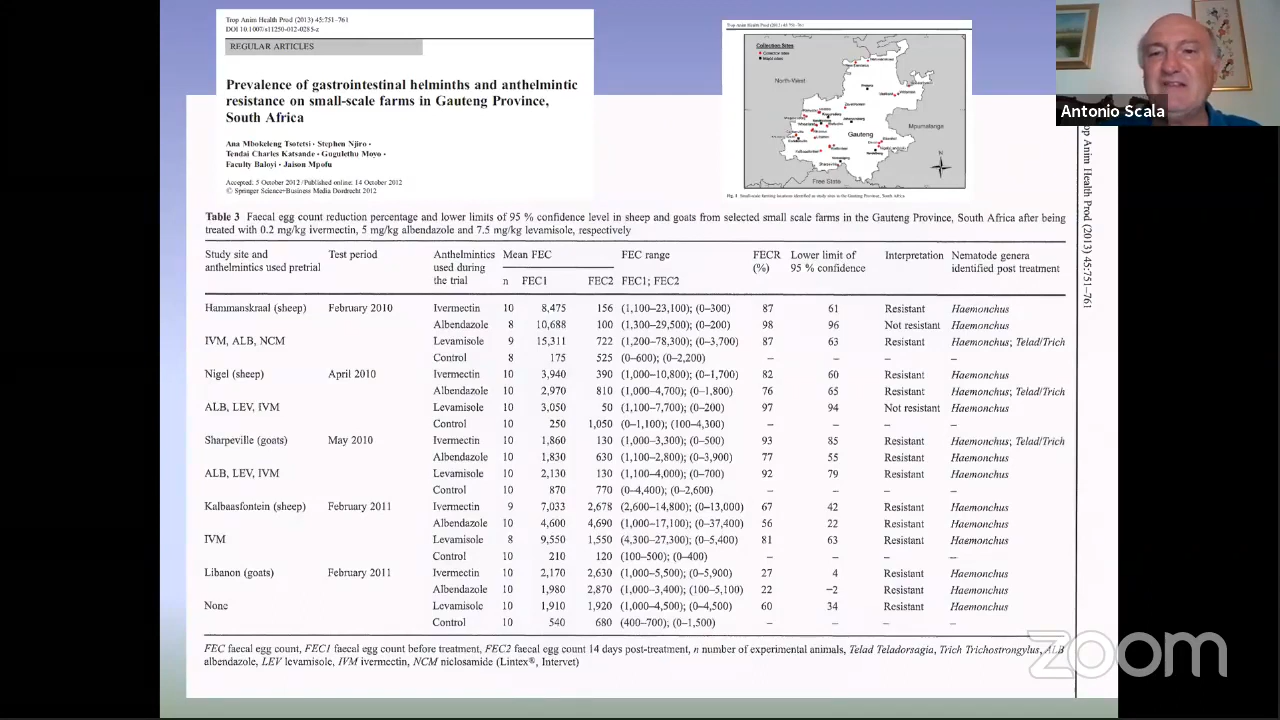 Trop Anim Health Prod (2013) 45:751–761
DOI 10.1007/s11250-012-0285-z
REGULAR ARTICLES
Prevalence of gastrointestinal helminths and anthelmintic
resistance on small-scale farms in Gauteng Province,
South Africa
Ana Mbokeleng Tsotetsi · Stephen Njiro ·
Tendai Charles Katsande · Gugulethu Moyo ·
Faculty Baloyi · Jaison Mpofu
Accepted: 5 October 2012 / Published online: 14 October 2012
© Springer Science+Business Media Dordrecht 2012
Trop Anim Health Prod (2013) 45:751–761
Collection Sites
North-West
Gauteng
Mpumalanga
Free State
N
Fig. 1 Small-scale farming locations identified as study sites in the Gauteng Province, South Africa
Antonio Scala
op Anim Health Prod (2013) 45:751–761
Table 3 Faecal egg count reduction percentage and lower limits of 95 % confidence level in sheep and goats from selected small scale farms in the Gauteng Province, South Africa after being
treated with 0.2 mg/kg ivermectin, 5 mg/kg albendazole and 7.5 mg/kg levamisole, respectively
Study site and anthelmintics used pretrial Test period Anthelmintics used during the trial Mean FEC FEC range FECR (%) Lower limit of 95 % confidence Interpretation Nematode genera identified post treatment
n FEC1 FEC2 FEC1; FEC2
Hammanskraal (sheep) February 2010 Ivermectin 10 8,475 156 (1,100–23,100); (0–300) 87 61 Resistant Haemonchus
Albendazole 8 10,688 100 (1,300–29,500); (0–200) 98 96 Not resistant Haemonchus
IVM, ALB, NCM Levamisole 9 15,311 722 (1,200–78,300); (0–3,700) 87 63 Resistant Haemonchus; Telad/Trich
Control 8 175 525 (0–600); (0–2,200) – – – –
Nigel (sheep) April 2010 Ivermectin 10 3,940 390 (1,000–10,800); (0–1,700) 82 60 Resistant Haemonchus
Albendazole 10 2,970 810 (1,000–4,700); (0–1,800) 76 65 Resistant Haemonchus; Telad/Trich
ALB, LEV, IVM Levamisole 10 3,050 50 (1,100–7,700); (0–200) 97 94 Not resistant Haemonchus
Control 10 250 1,050 (0–1,100); (100–4,300) – – – –
Sharpeville (goats) May 2010 Ivermectin 10 1,860 130 (1,000–3,300); (0–500) 93 85 Resistant Haemonchus; Telad/Trich
Albendazole 10 1,830 630 (1,100–2,800); (0–3,900) 77 55 Resistant Haemonchus
ALB, LEV, IVM Levamisole 10 2,130 130 (1,100–4,000); (0–700) 92 79 Resistant Haemonchus
Control 10 870 770 (0–4,400); (0–2,600) – – – –
Kalbaasfontein (sheep) February 2011 Ivermectin 9 7,033 2,678 (2,600–14,800); (0–13,000) 67 42 Resistant Haemonchus
Albendazole 10 4,600 4,690 (1,000–17,100); (0–37,400) 56 22 Resistant Haemonchus
IVM Levamisole 8 9,550 1,550 (4,300–27,300); (0–5,400) 81 63 Resistant Haemonchus
Control 10 210 120 (100–500); (0–400) – – – –
Libanon (goats) February 2011 Ivermectin 10 2,170 2,630 (1,000–5,500); (0–5,900) 27 4 Resistant Haemonchus
Albendazole 10 1,980 2,870 (1,000–3,400); (100–5,100) 22 –2 Resistant Haemonchus
None Levamisole 10 1,910 1,920 (1,000–4,500); (0–4,500) 60 34 Resistant Haemonchus
Control 10 540 680 (400–700); (0–1,500) – – – –
FEC faecal egg count, FEC1 faecal egg count before treatment, FEC2 faecal egg count 14 days post-treatment, n number of experimental animals, Telad Teladorsagia, Trich Trichostrongylus, ALB
albendazole, LEV levamisole, IVM ivermectin, NCM niclosamide (Lintex®, Intervet)
zoom